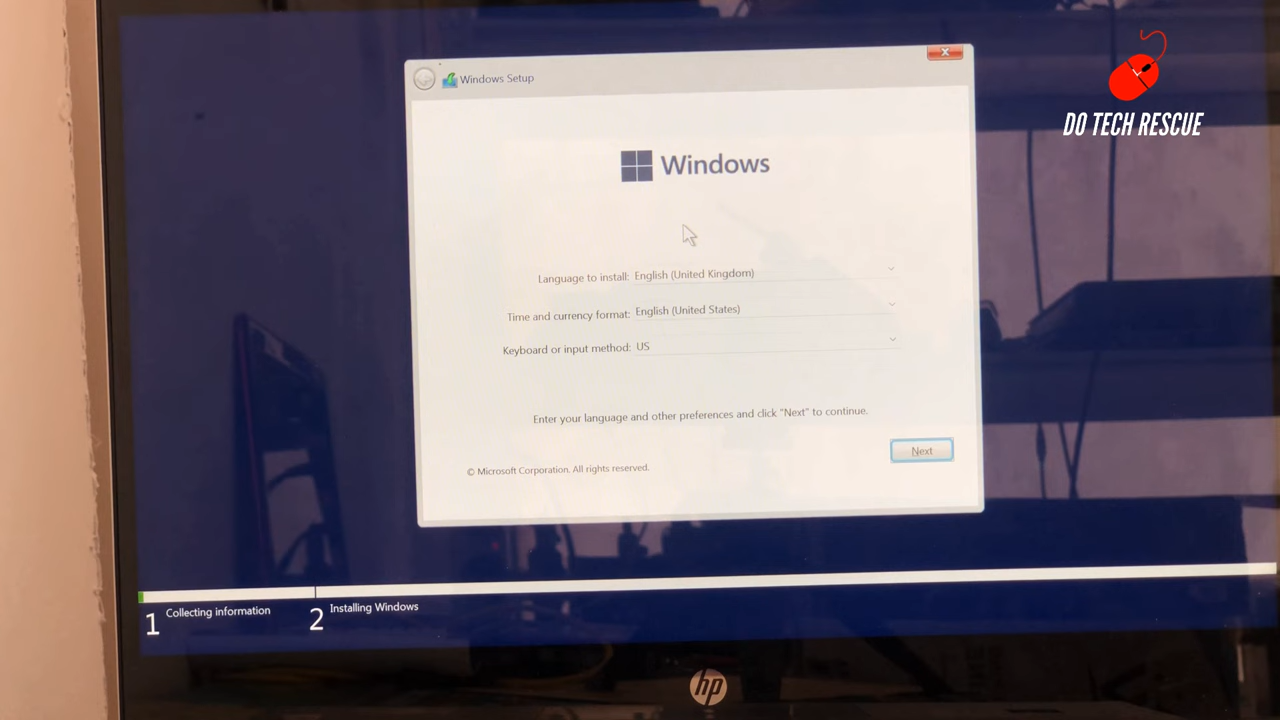 Windows Setup
DO TECH RESCUE
Windows
Language to install: English (United Kingdom)
Time and currency format: English (United States)
Keyboard or input method: US
Enter your language and other preferences and click "Next" to continue.
Next
© Microsoft Corporation. All rights reserved.
1 Collecting information
2 Installing Windows
hp